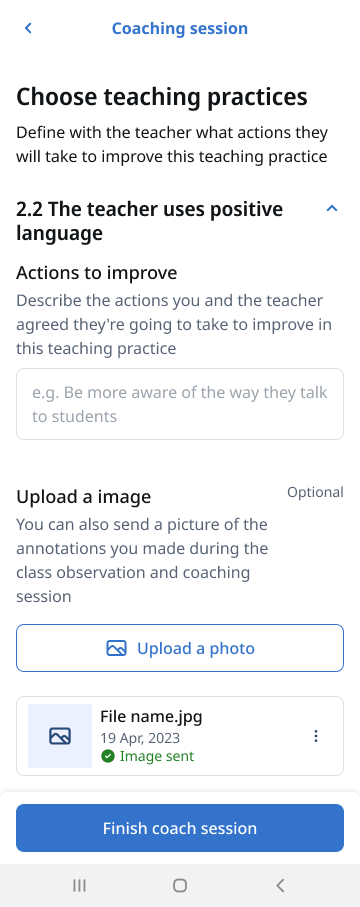 Coaching session
Choose teaching practices
Define with the teacher what actions they
will take to improve this teaching practice
2.2 The teacher uses positive
language
Actions to improve
Describe the actions you and the teacher
agreed they're going to take to improve in
this teaching practice
e.g. Be more aware of the way they talk
to students
Upload a image
Optional
You can also send a picture of the
annotations you made during the
class observation and coaching
session
Upload a photo
File name.jpg
19 Apr, 2023
Image sent
Finish coach session